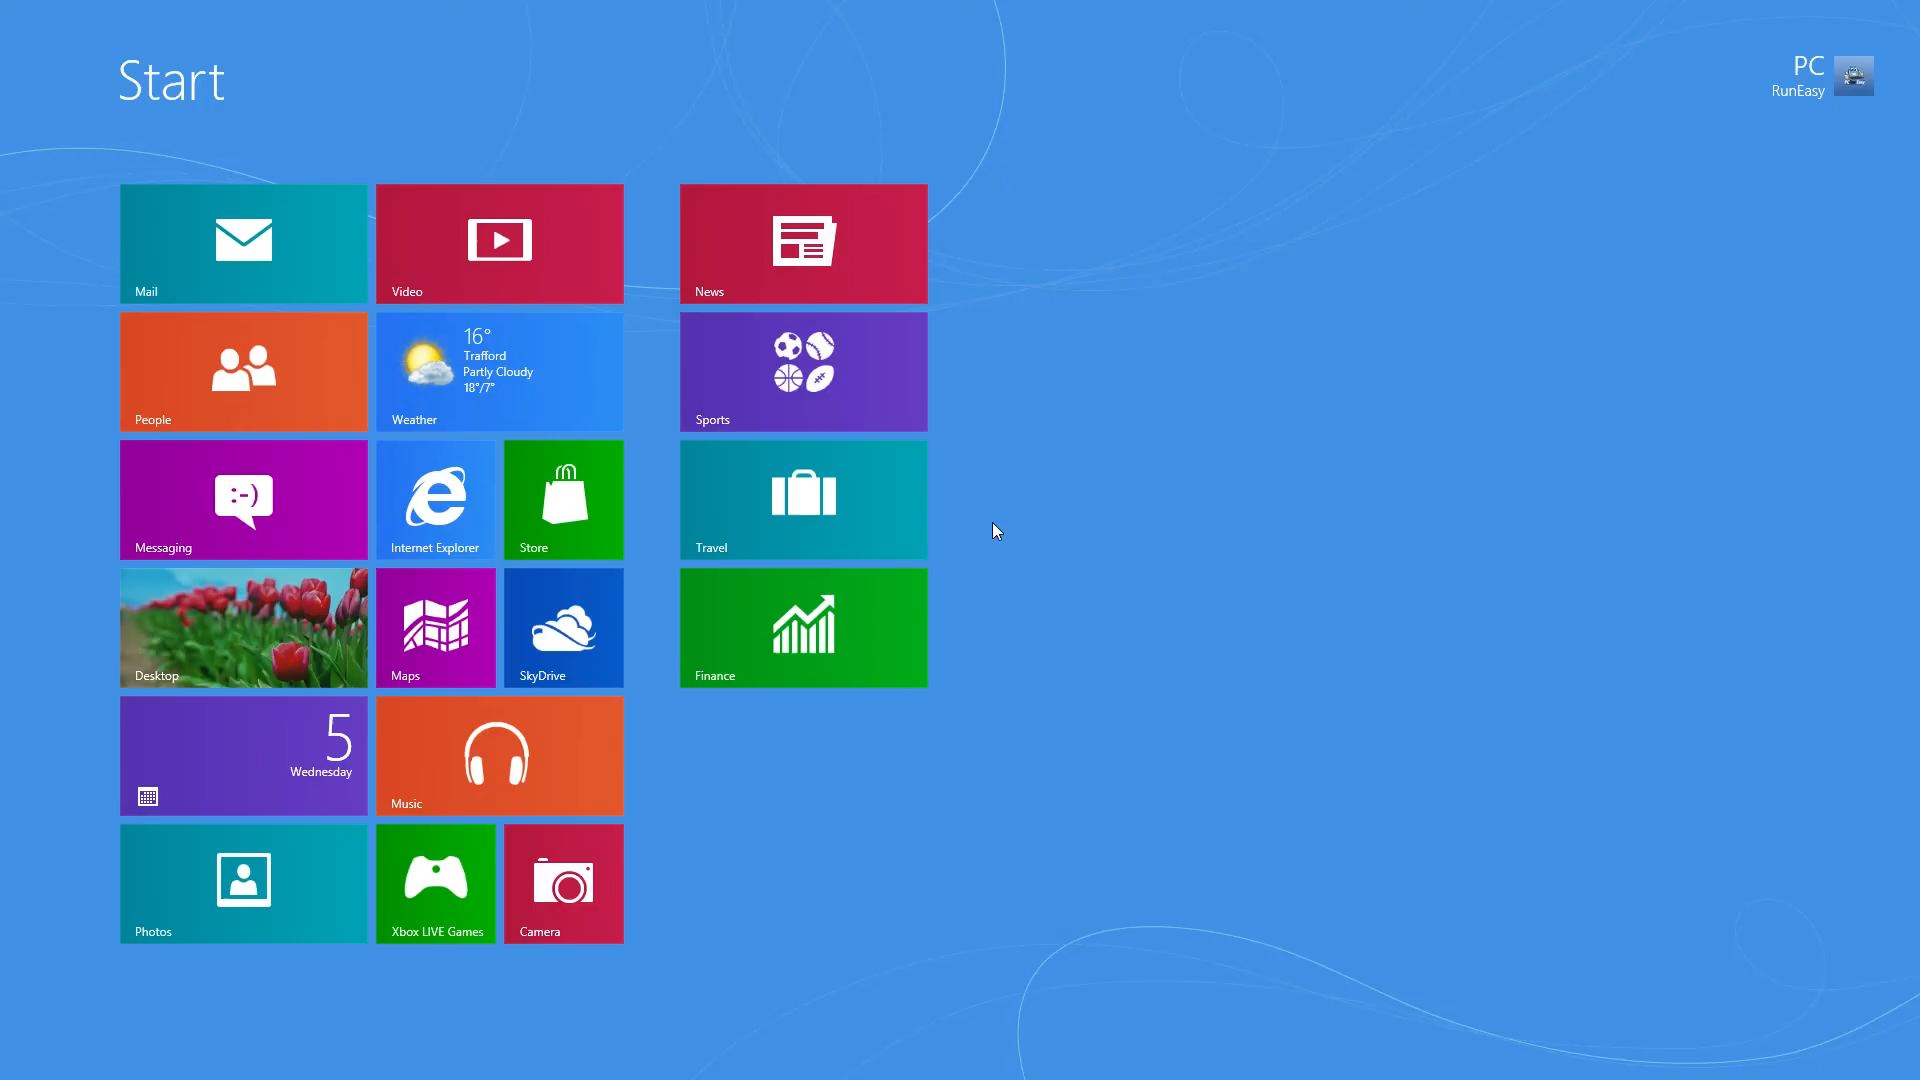 Start
PC
RunEasy
Mail
Video
News
People
16°
Trafford
Partly Cloudy
18°/7°
Weather
Sports
Messaging
:-)
Internet Explorer
Store
Travel
Desktop
Maps
SkyDrive
Finance
5
Wednesday
Music
Photos
Xbox LIVE Games
Camera